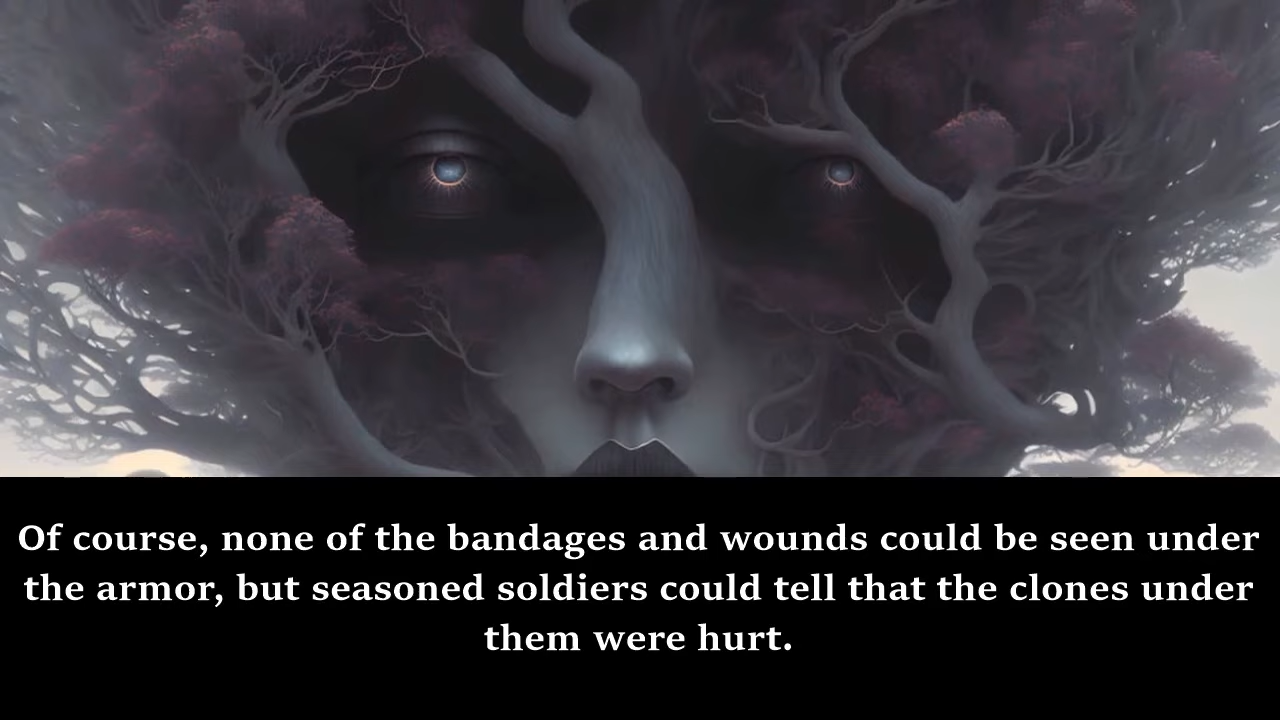 Of course, none of the bandages and wounds could be seen under
the armor, but seasoned soldiers could tell that the clones under
them were hurt.